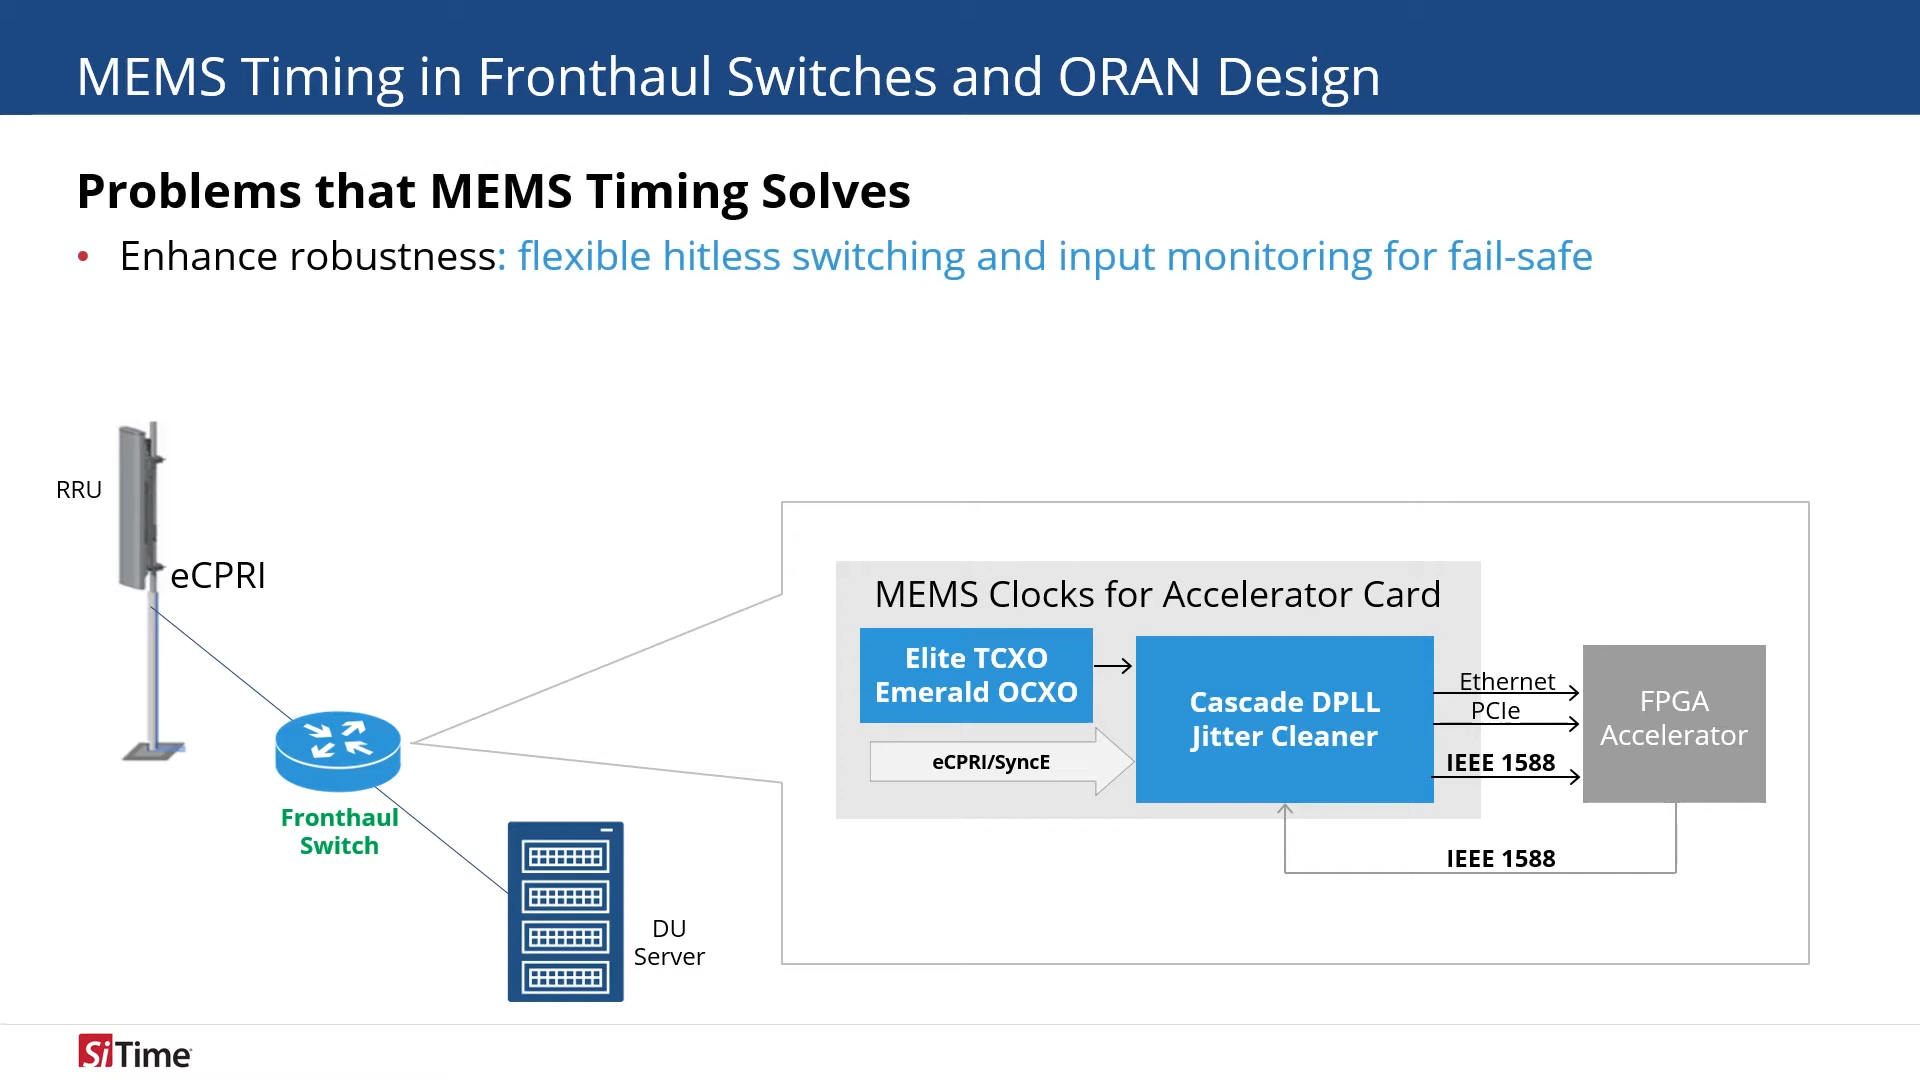 MEMS Timing in Fronthaul Switches and ORAN Design
Problems that MEMS Timing Solves
• Enhance robustness: flexible hitless switching and input monitoring for fail-safe
RRU
eCPRI
Fronthaul
Switch
DU
Server
MEMS Clocks for Accelerator Card
Elite TCXO
Emerald OCXO
eCPRI/SyncE
Cascade DPLL
Jitter Cleaner
Ethernet
PCIe
IEEE 1588
FPGA
Accelerator
IEEE 1588
SiTime